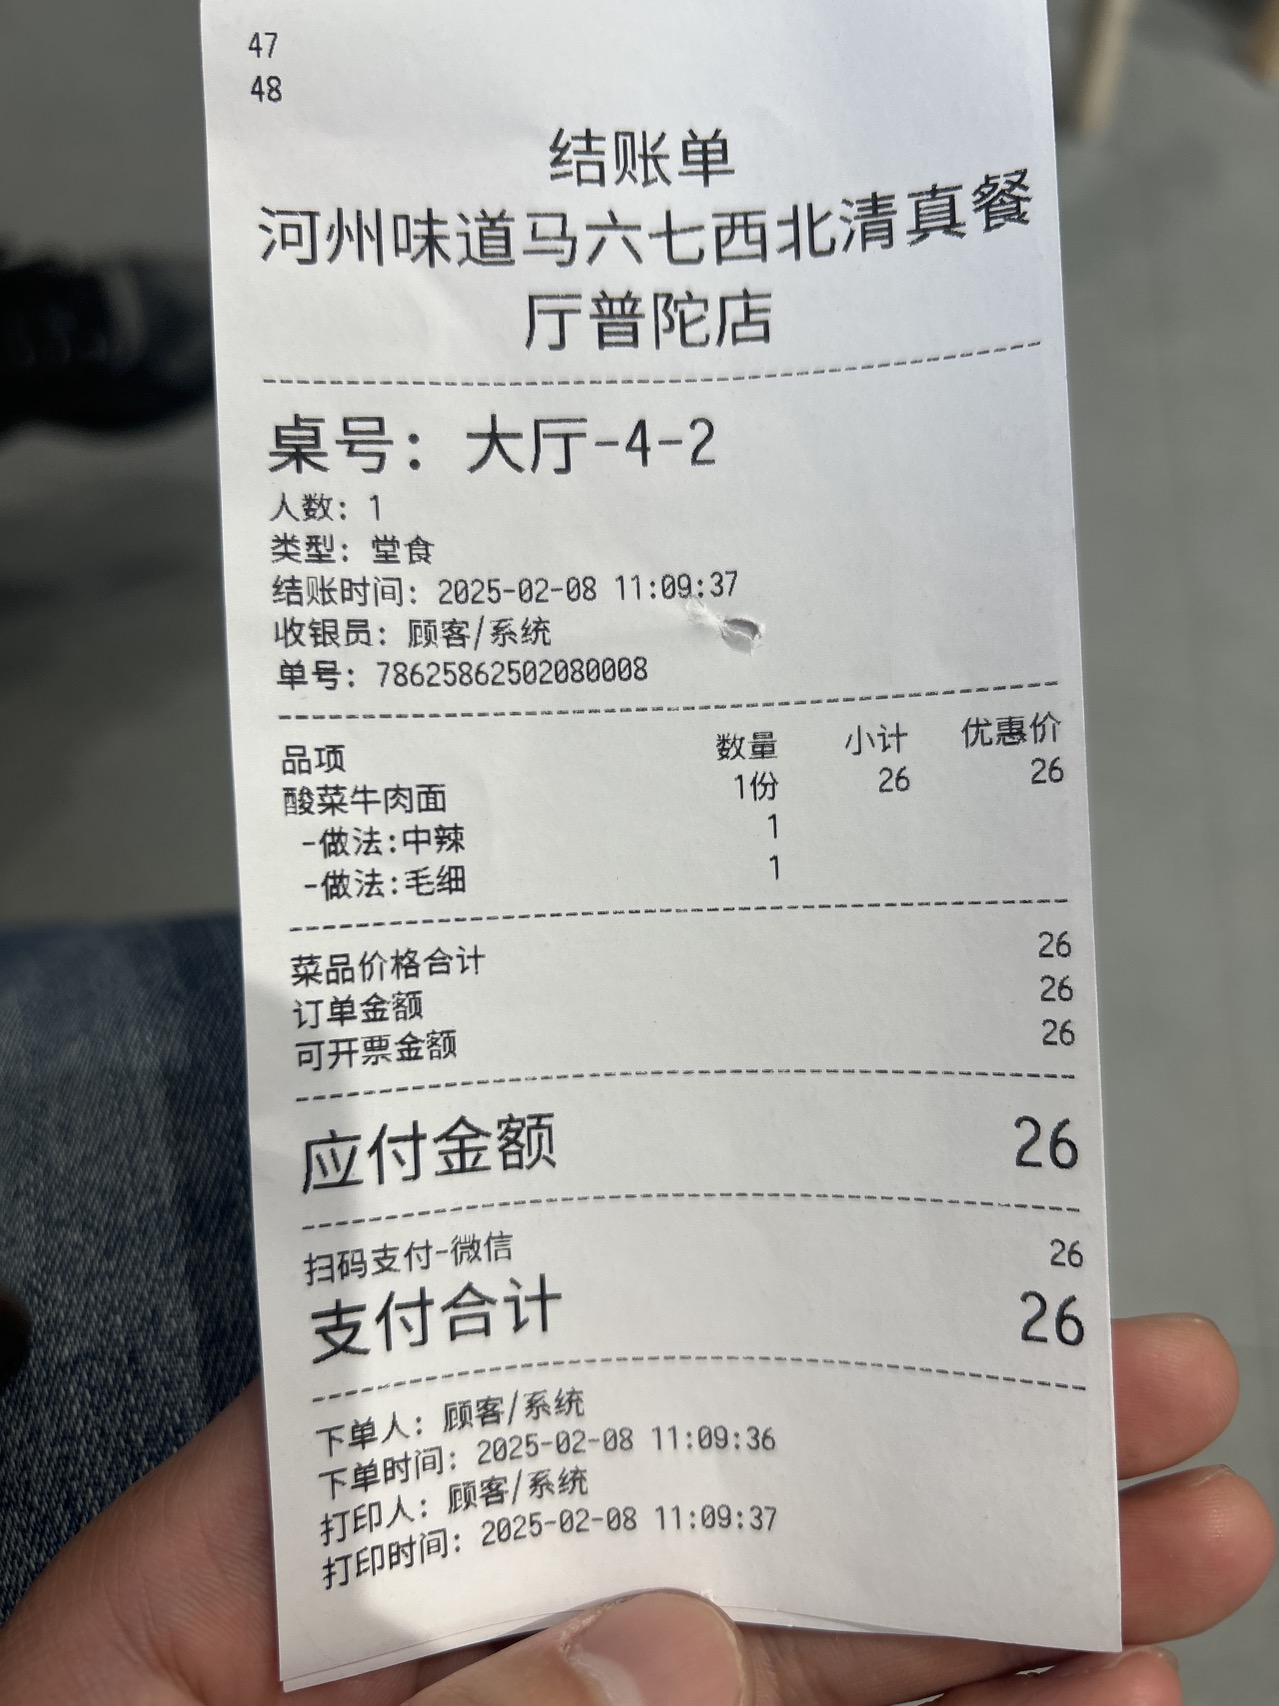 47
48
结账单
河州味道马六七西北清真餐
厅普陀店
桌号：大厅-4-2
人数：1
类型：堂食
结账时间：2025-02-08 11:09:37
收银员：顾客/系统
单号：78625862502080008
品项 数量 小计 优惠价
酸菜牛肉面 1份 26 26
-做法:中辣 1
-做法:毛细 1
菜品价格合计 26
订单金额 26
可开票金额 26
应付金额 26
扫码支付-微信 26
支付合计 26
下单人：顾客/系统
下单时间：2025-02-08 11:09:36
打印人：顾客/系统
打印时间：2025-02-08 11:09:37